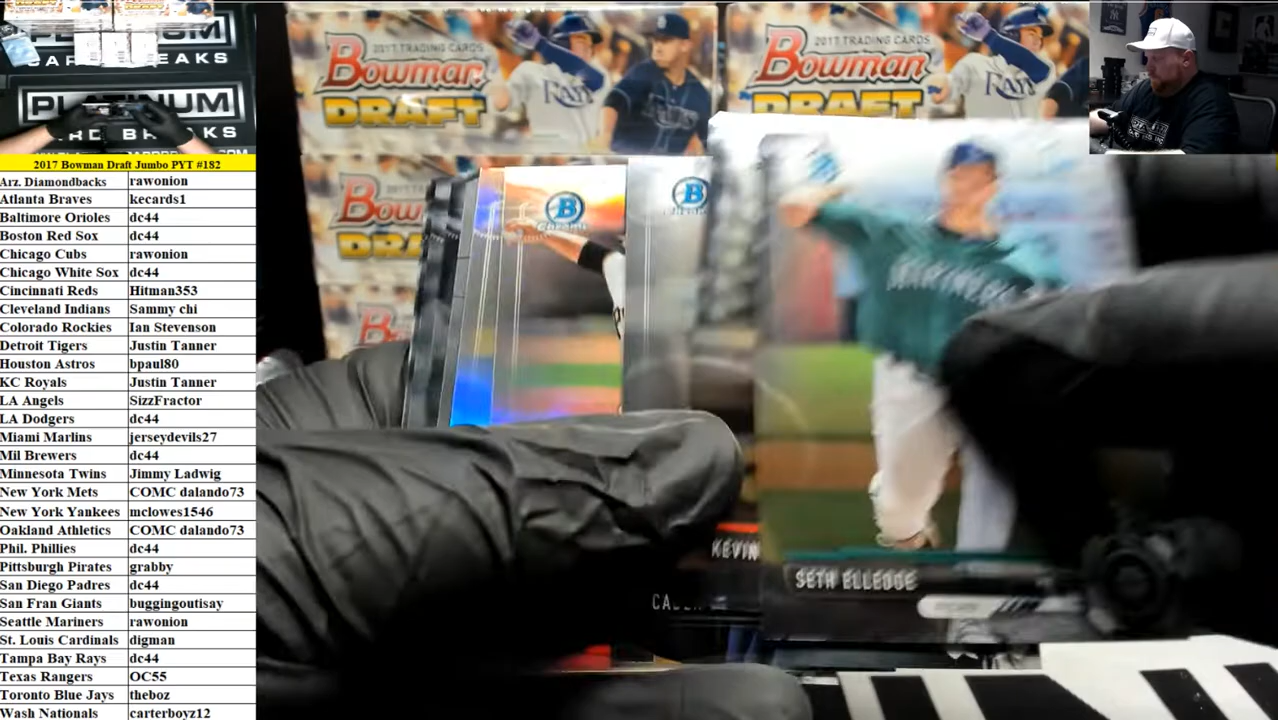 PLATINUM
CARD BREAKS
PLATINUM
CARD BREAKS
2017 Bowman Draft Jumbo PYT #182
Arz. Diamondbacks rawonion
Atlanta Braves kecards1
Baltimore Orioles dc44
Boston Red Sox dc44
Chicago Cubs rawonion
Chicago White Sox dc44
Cincinnati Reds Hitman353
Cleveland Indians Sammy chi
Colorado Rockies Ian Stevenson
Detroit Tigers Justin Tanner
Houston Astros bpaul80
KC Royals Justin Tanner
LA Angels SizzFractor
LA Dodgers dc44
Miami Marlins jerseydevils27
Mil Brewers dc44
Minnesota Twins Jimmy Ladwig
New York Mets COMC dalando73
New York Yankees mclowes1546
Oakland Athletics COMC dalando73
Phil. Phillies dc44
Pittsburgh Pirates grabby
San Diego Padres dc44
San Fran Giants buggingoutisay
Seattle Mariners rawonion
St. Louis Cardinals digman
Tampa Bay Rays dc44
Texas Rangers OC55
Toronto Blue Jays theboz
Wash Nationals carterboyz12
2017 TRADING CARDS
Bowman
DRAFT
RAYS
2017 TRADING CARDS
Bowman
DRAFT
RAYS
Bow
DR
B
CHROME
B
MARINERS
KEVIN
SETH ELLEDGE